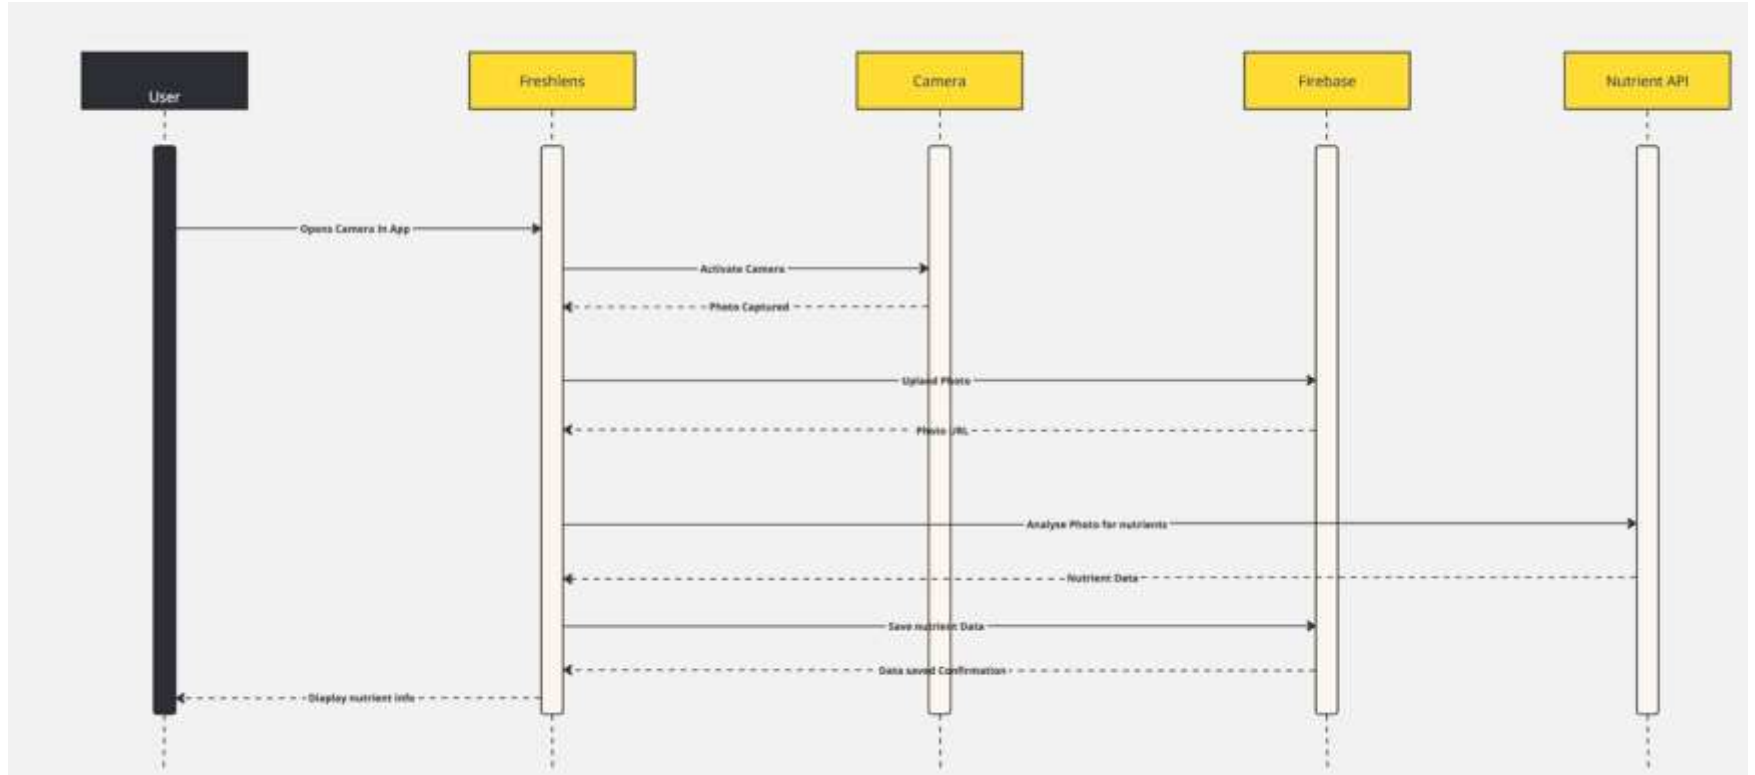 User
Freshlens
Camera
Firebase
Nutrient API
Opens Camera In App
Activate Camera
Photo Captured
Upload Photo
Photo URL
Analyse Photo for nutrients
Nutrient Data
Save nutrient Data
Data saved Confirmation
Display nutrient info